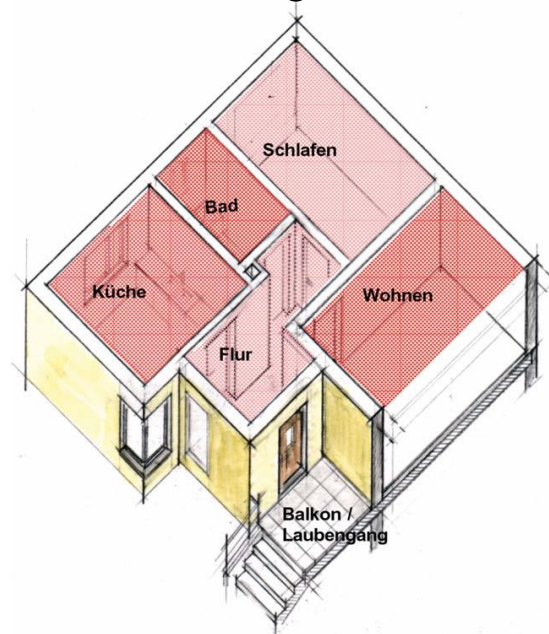 Schlafen
Bad
Küche
Wohnen
Flur
Balkon /
Laubengang